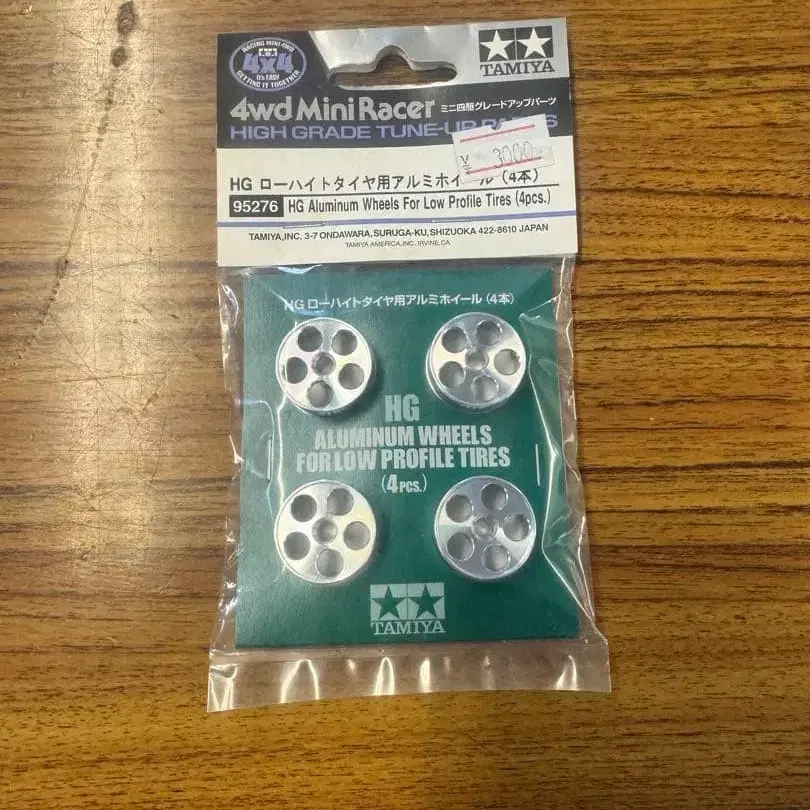 RACING MINI 4WD
4x4
IT'S EASY
GETTING IT TOGETHER
TAMIYA
4wd Mini Racer ミニ四駆グレードアップパーツ
HIGH GRADE TUNE-UP PARTS
¥ 3000
HG ローハイトタイヤ用アルミホイール (4本)
95276 HG Aluminum Wheels For Low Profile Tires (4pcs.)
TAMIYA,INC. 3-7 ONDAWARA,SURUGA-KU,SHIZUOKA 422-8610 JAPAN
TAMIYA AMERICA,INC. IRVINE,CA.
HG ローハイトタイヤ用アルミホイール (4本)
HG
ALUMINUM WHEELS
FOR LOW PROFILE TIRES
(4PCS.)
TAMIYA